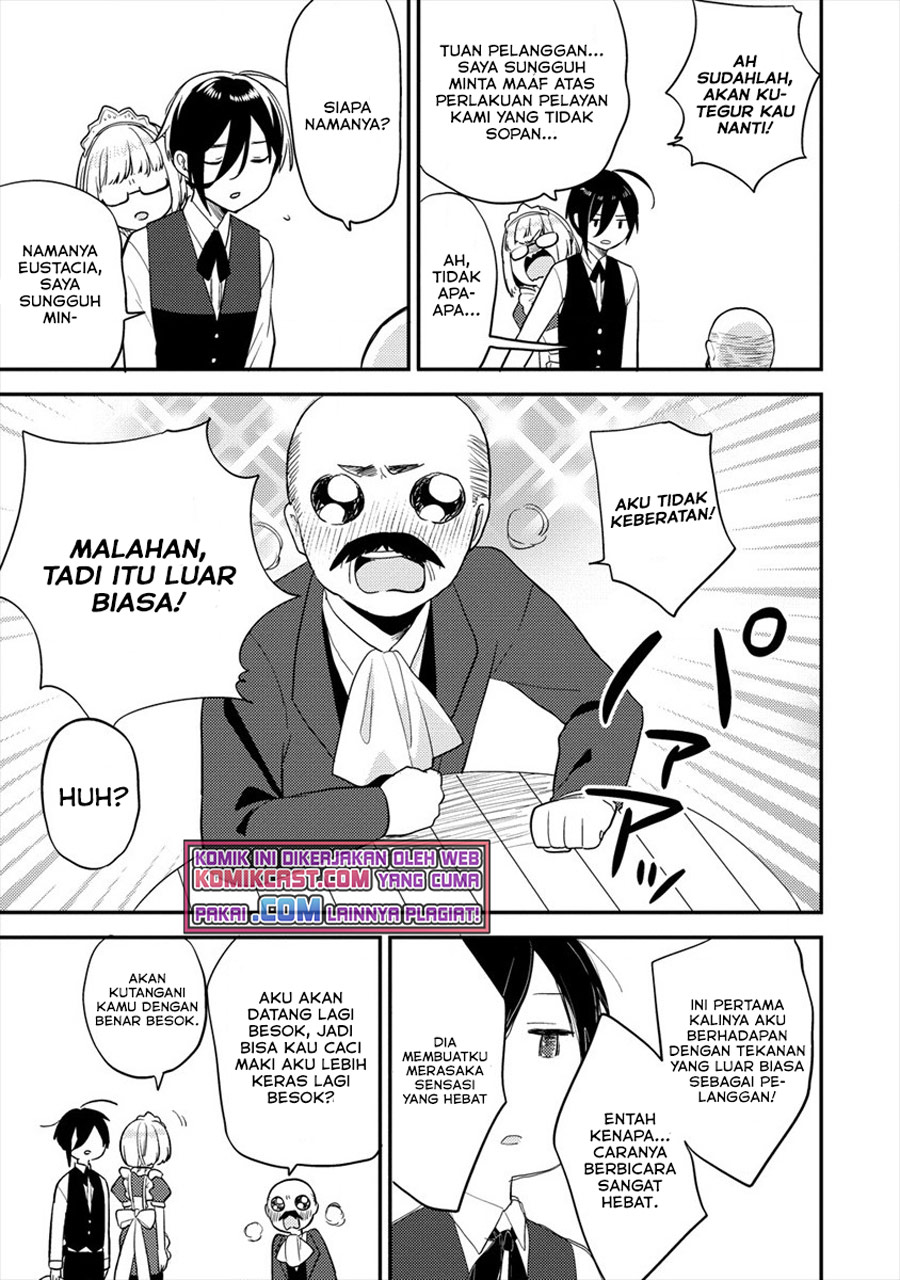 AH
SUDAHLAH,
AKAN KU-
TEGUR KAU
NANTI!
TUAN PELANGGAN...
SAYA SUNGGUH
MINTA MAAF ATAS
PERLAKUAN PELAYAN
KAMI YANG TIDAK
SOPAN...
AH,
TIDAK
APA-
APA...
SIAPA
NAMANYA?
NAMANYA
EUSTACIA,
SAYA
SUNGGUH
MIN-
AKU TIDAK
KEBERATAN!
MALAHAN,
TADI ITU LUAR
BIASA!
パアア
HUH?
KOMIK INI DIKERJAKAN OLEH WEB
KOMIKCAST.COM YANG CUMA
PAKAI .COM LAINNYA PLAGIAT!
INI PERTAMA
KALINYA AKU
BERHADAPAN
DENGAN TEKANAN
YANG LUAR BIASA
SEBAGAI PE-
LANGGAN!
ENTAH
KENAPA...
CARANYA
BERBICARA
SANGAT
HEBAT.
DIA
MEMBUATKU
MERASAKA
SENSASI
YANG HEBAT
AKU AKAN
DATANG LAGI
BESOK, JADI
BISA KAU CACI
MAKI AKU LEBIH
KERAS LAGI
BESOK?
AKAN
KUTANGANI
KAMU DENGAN
BENAR BESOK.